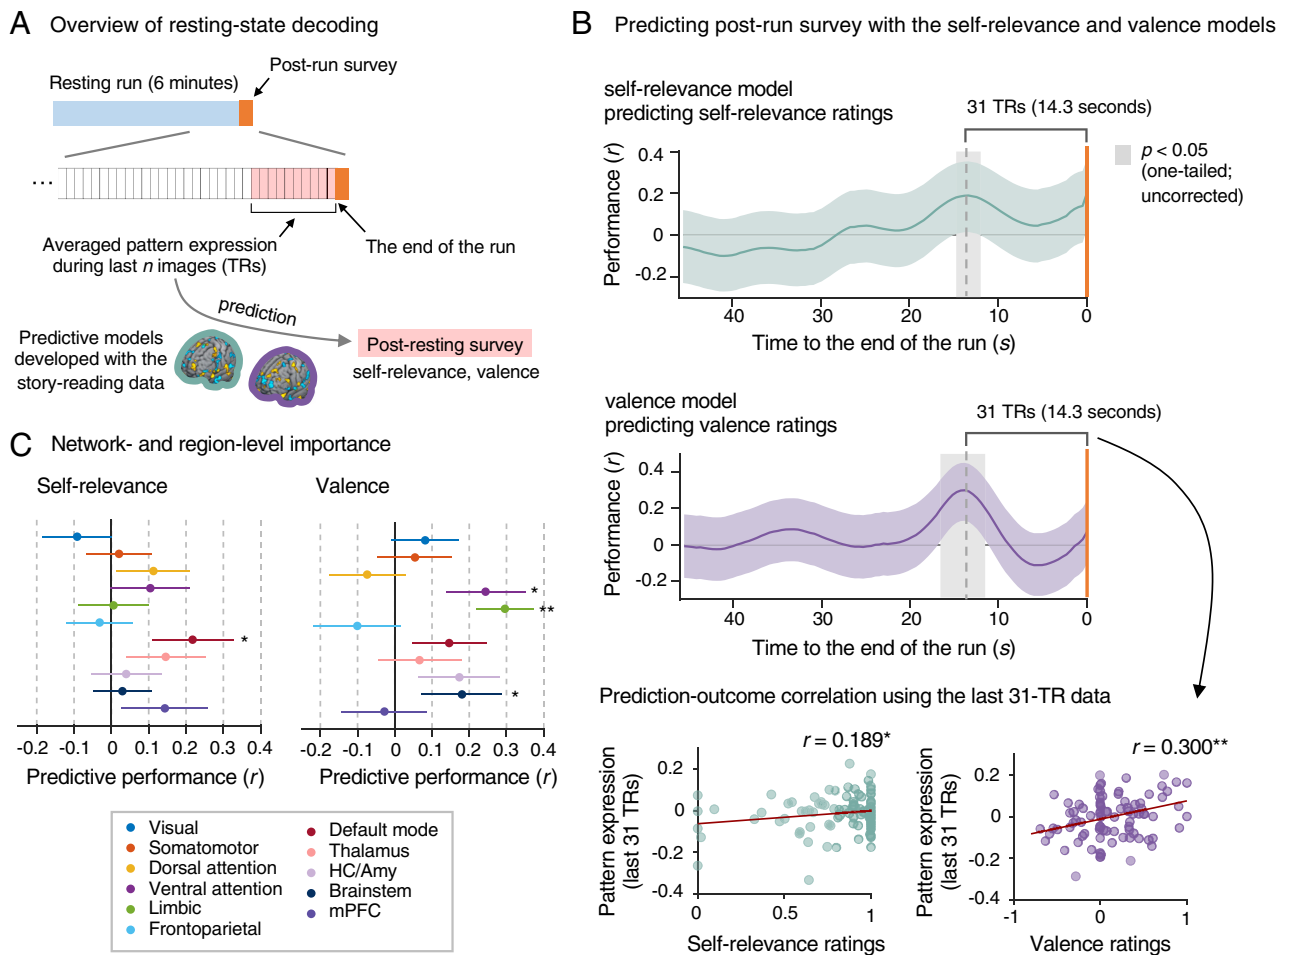 A Overview of resting-state decoding
Resting run (6 minutes)
Post-run survey
...
Averaged pattern expression
during last n images (TRs)
The end of the run
prediction
Predictive models
developed with the
story-reading data
Post-resting survey
self-relevance, valence
B Predicting post-run survey with the self-relevance and valence models
self-relevance model
predicting self-relevance ratings
31 TRs (14.3 seconds)
p < 0.05
(one-tailed;
uncorrected)
Performance (r)
0.4
0.2
0
-0.2
40 30 20 10 0
Time to the end of the run (s)
valence model
predicting valence ratings
31 TRs (14.3 seconds)
Performance (r)
0.4
0.2
0
-0.2
40 30 20 10 0
Time to the end of the run (s)
Prediction-outcome correlation using the last 31-TR data
r = 0.189*
Pattern expression
(last 31 TRs)
0.2
0
-0.2
-0.4
0 0.5 1
Self-relevance ratings
r = 0.300**
Pattern expression
(last 31 TRs)
0.2
0
-0.2
-0.4
-1 0 1
Valence ratings
C Network- and region-level importance
Self-relevance
*
-0.2 -0.1 0 0.1 0.2 0.3 0.4
Predictive performance (r)
Valence
*
**
*
-0.2 -0.1 0 0.1 0.2 0.3 0.4
Predictive performance (r)
Visual
Somatomotor
Dorsal attention
Ventral attention
Limbic
Frontoparietal
Default mode
Thalamus
HC/Amy
Brainstem
mPFC